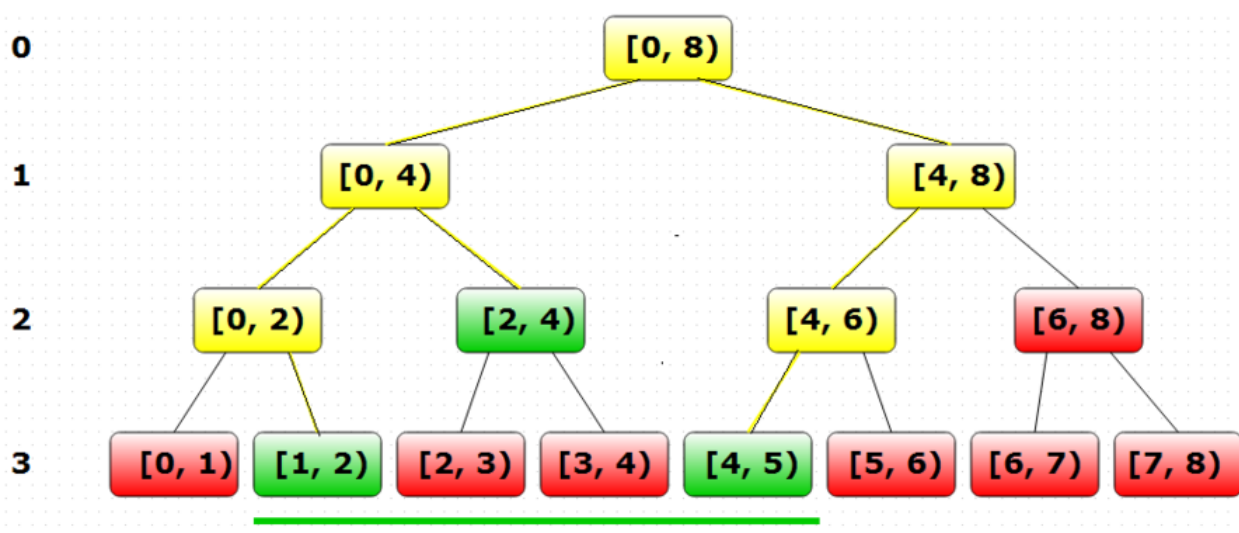 0 [0, 8)
1 [0, 4) [4, 8)
2 [0, 2) [2, 4) [4, 6) [6, 8)
3 [0, 1) [1, 2) [2, 3) [3, 4) [4, 5) [5, 6) [6, 7) [7, 8)